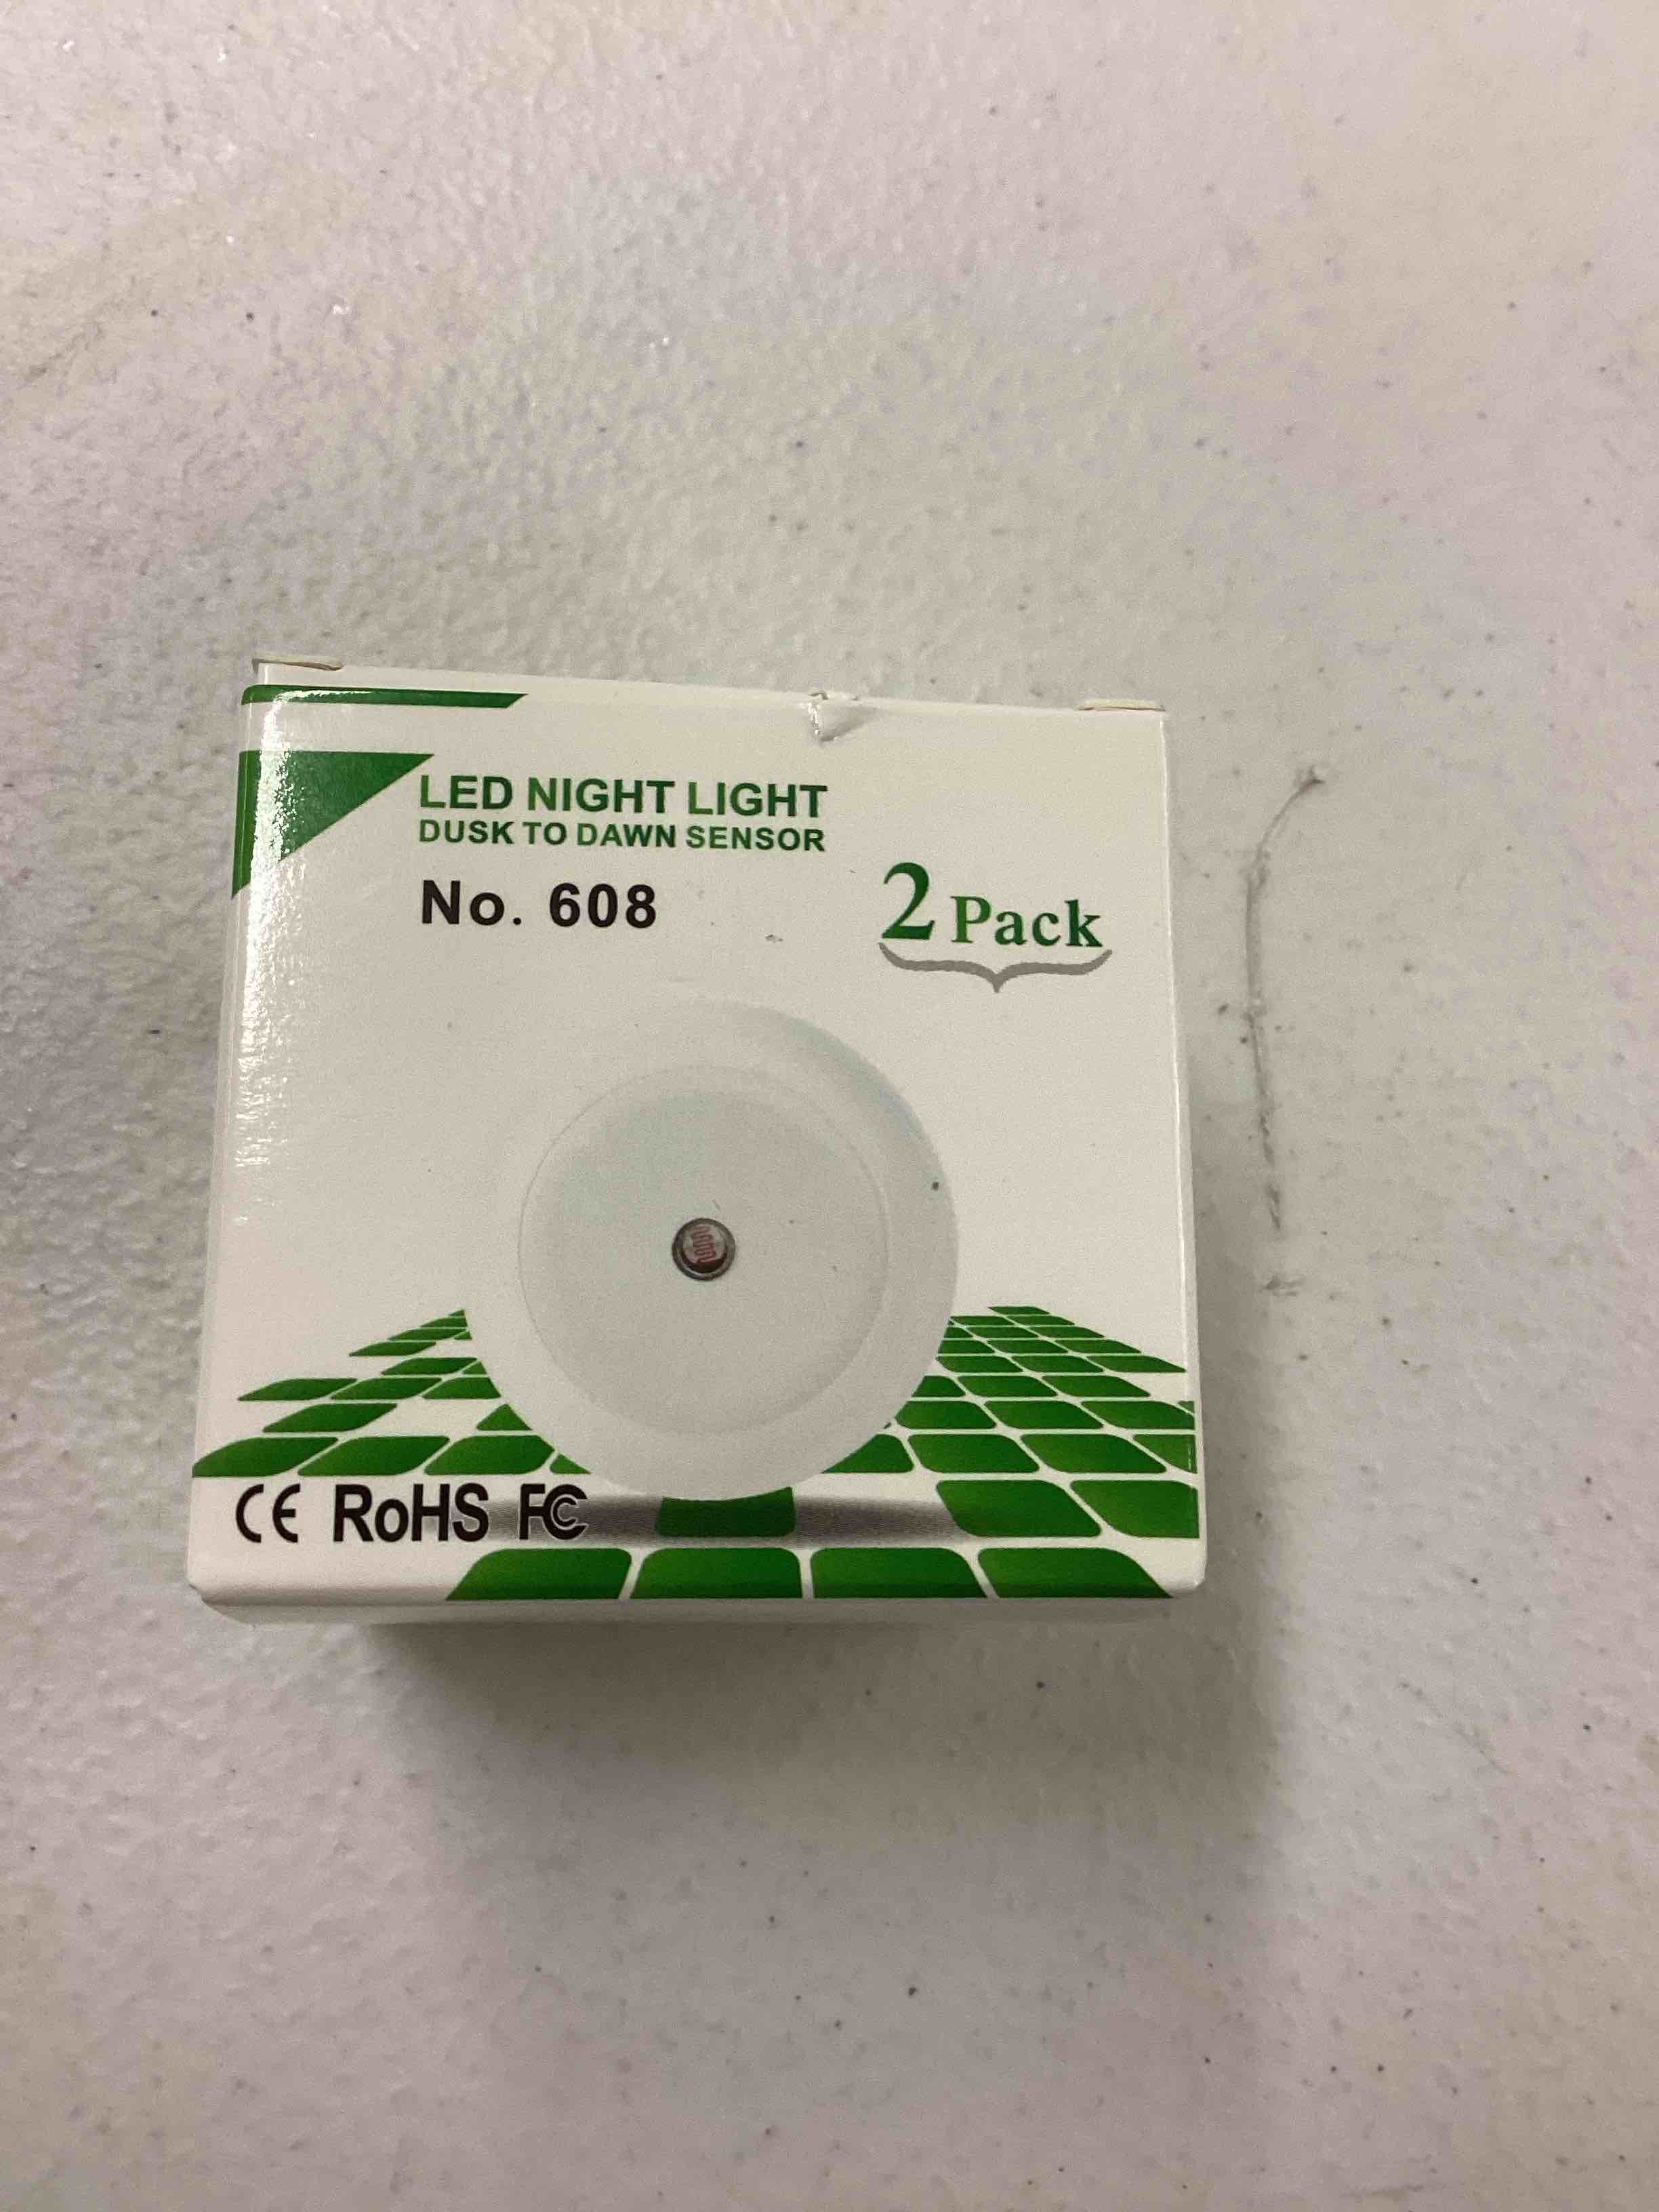 LED NIGHT LIGHT
DUSK TO DAWN SENSOR
No. 608
2 Pack
CE RoHS FC